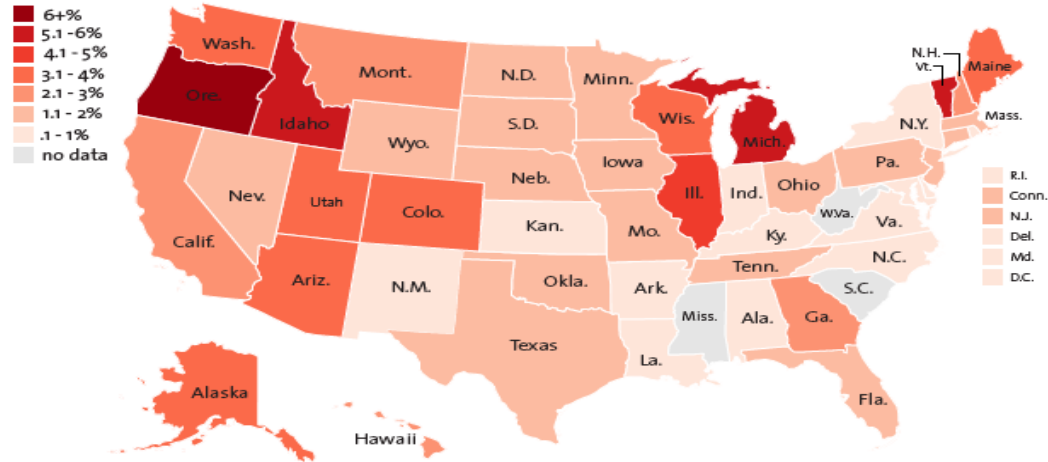 6+%
5.1 -6%
4.1 - 5%
3.1 - 4%
2.1 - 3%
1.1 - 2%
.1 - 1%
no data
Wash.
Ore.
Idaho
Mont.
N.D.
Minn.
Wis.
Mich.
N.H.
Vt.
Maine
Mass.
N.Y.
S.D.
Wyo.
Iowa
Neb.
Nev.
Utah
Colo.
Calif.
Kan.
Mo.
Ill.
Ind.
Ohio
Pa.
W.Va.
Va.
Ky.
N.C.
Tenn.
S.C.
Ariz.
N.M.
Okla.
Ark.
Miss.
Ala.
Ga.
Texas
La.
Fla.
Alaska
Hawaii
R.I.
Conn.
N.J.
Del.
Md.
D.C.